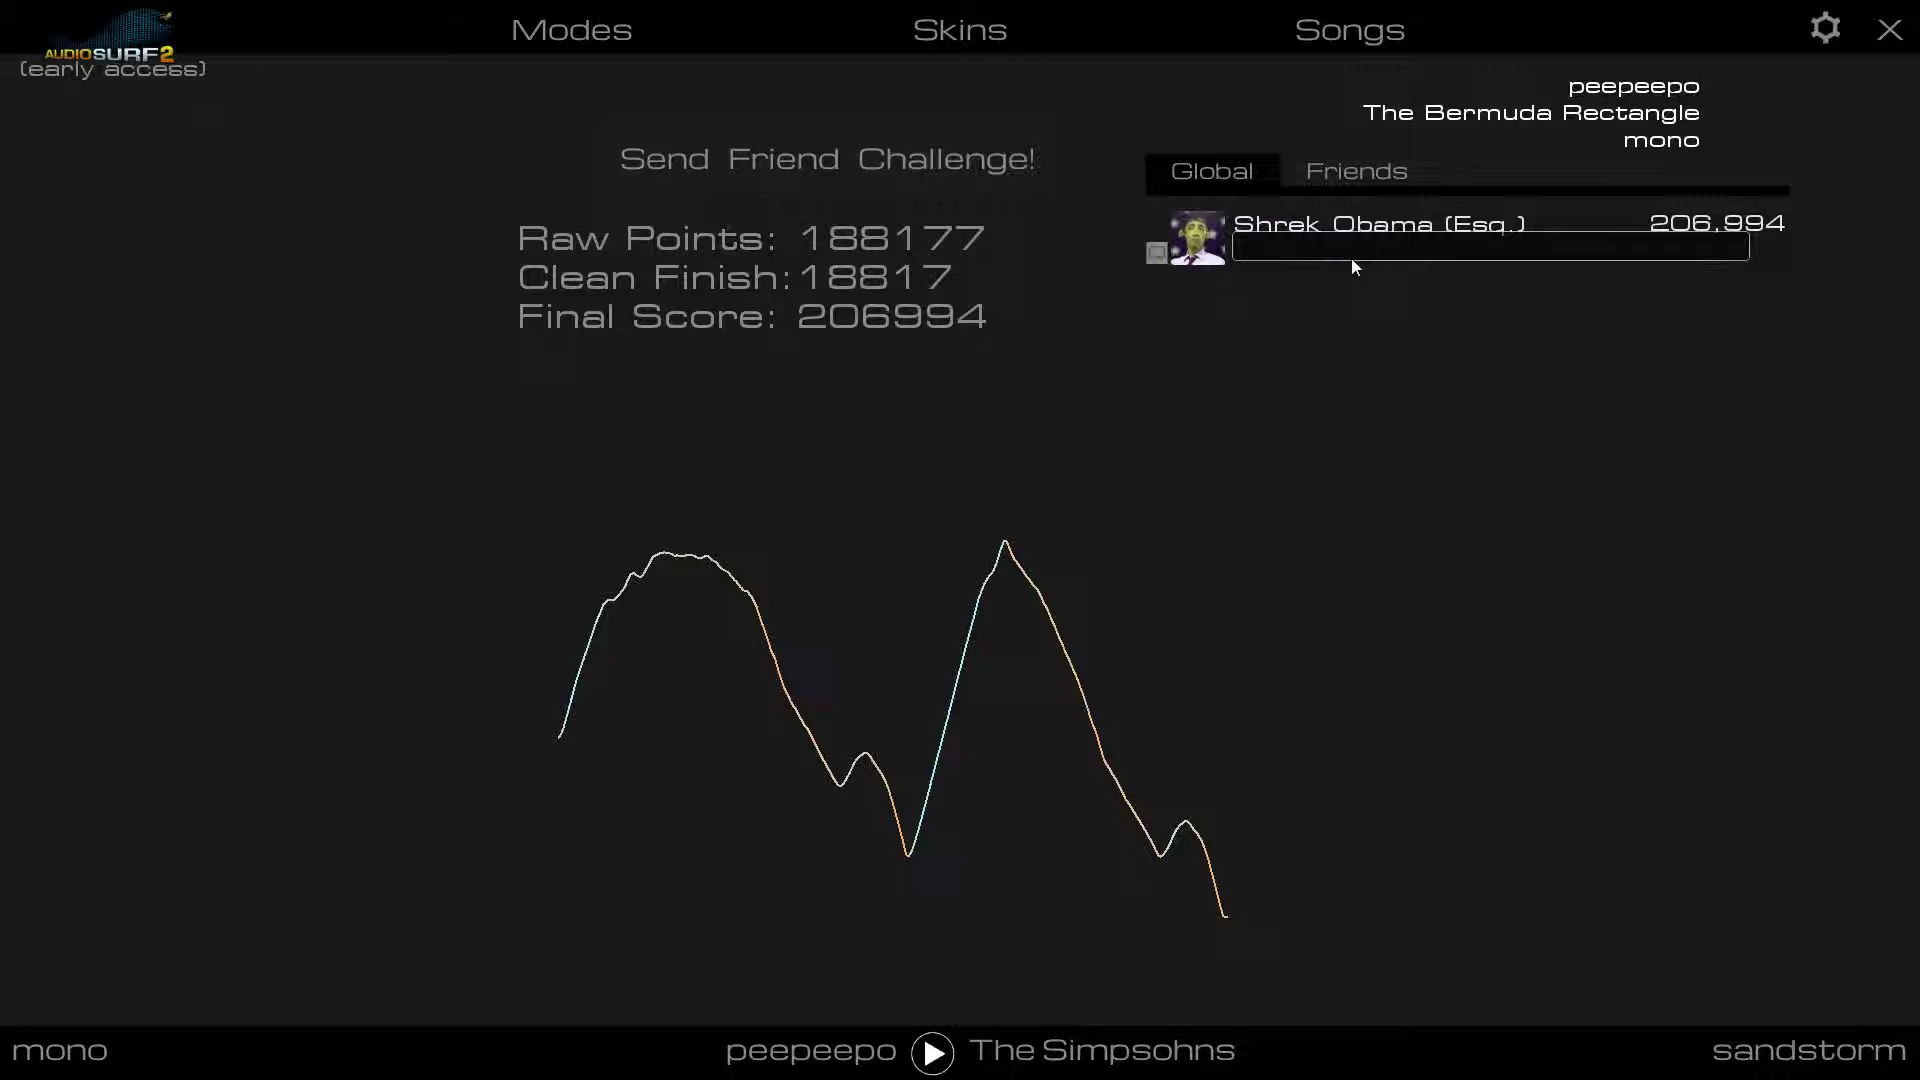 AUDIOSURF2
(early access)
Modes
Skins
Songs
peepeepo
The Bermuda Rectangle
mono
Send Friend Challenge!
Global
Friends
Raw Points: 188177
Clean Finish:18817
Final Score: 206994
Shrek Obama (Esq.)
206,994
mono
peepeepo
The Simpsohns
sandstorm